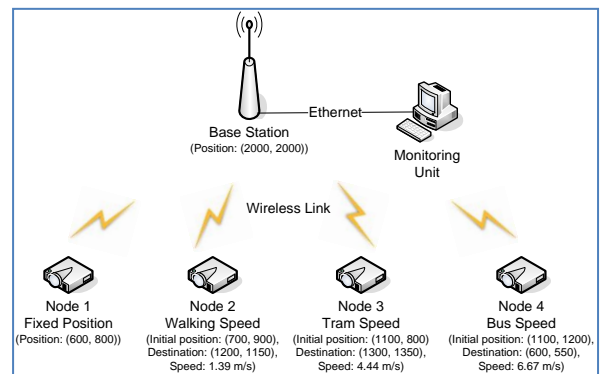 Ethernet
Base Station
(Position: (2000, 2000))
Monitoring
Unit
Wireless Link
Node 1
Fixed Position
(Position: (600, 800))
Node 2
Walking Speed
(Initial position: (700, 900),
Destination: (1200, 1150),
Speed: 1.39 m/s)
Node 3
Tram Speed
(Initial position: (1100, 800)
Destination: (1300, 1350),
Speed: 4.44 m/s)
Node 4
Bus Speed
(Initial position: (1100, 1200),
Destination: (600, 550),
Speed: 6.67 m/s)